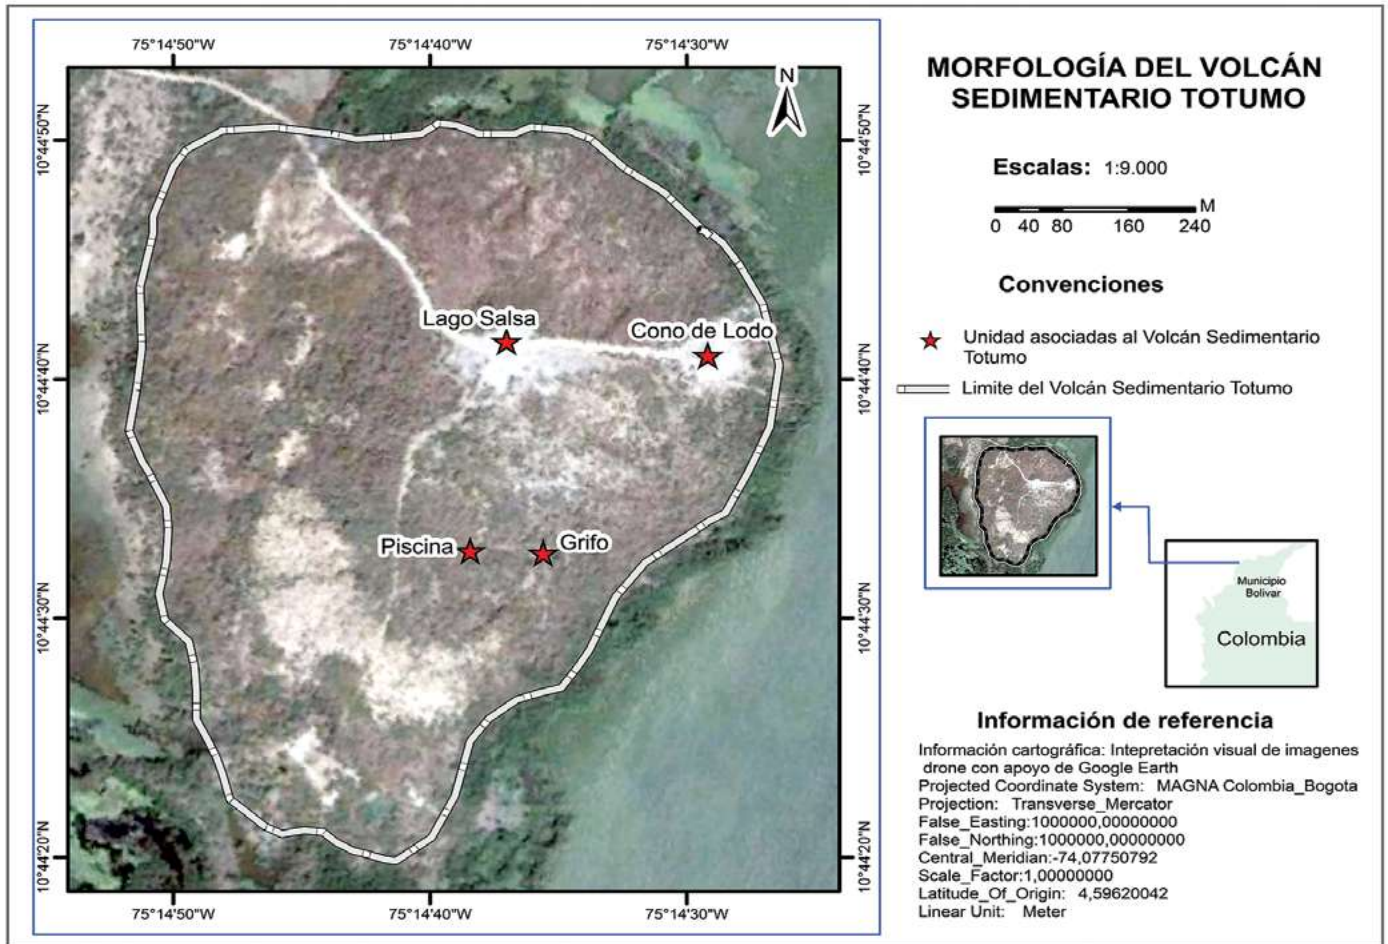 75°14'50"W
75°14'40"W
75°14'30"W
N
10°44'50"N
10°44'50"N
Lago Salsa
Cono de Lodo
10°44'40"N
10°44'40"N
Piscina
Grifo
10°44'30"N
10°44'30"N
10°44'20"N
10°44'20"N
75°14'50"W
75°14'40"W
75°14'30"W
MORFOLOGÍA DEL VOLCÁN
SEDIMENTARIO TOTUMO
Escalas: 1:9.000
M
0 40 80 160 240
Convenciones
Unidad asociadas al Volcán Sedimentario
Totumo
Limite del Volcán Sedimentario Totumo
Municipio
Bolivar
Colombia
Información de referencia
Información cartográfica: Intepretación visual de imagenes
drone con apoyo de Google Earth
Projected Coordinate System: MAGNA Colombia_Bogota
Projection: Transverse_Mercator
False_Easting:1000000,00000000
False_Northing:1000000,00000000
Central_Meridian:-74,07750792
Scale_Factor:1,00000000
Latitude_Of_Origin: 4,59620042
Linear Unit: Meter